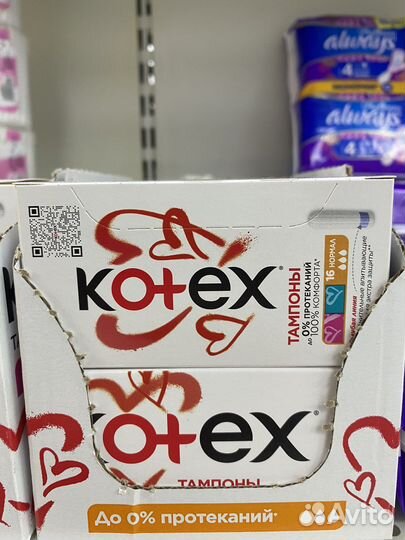 always
4
always
4
KOTEX®
ТАМПОНЫ
0% ПРОТЕКАНИЙ
ДО 100% КОМФОРТА*
16 НОРМАЛ
KOTEX®
ТАМПОНЫ
До 0% протеканий*
Avito